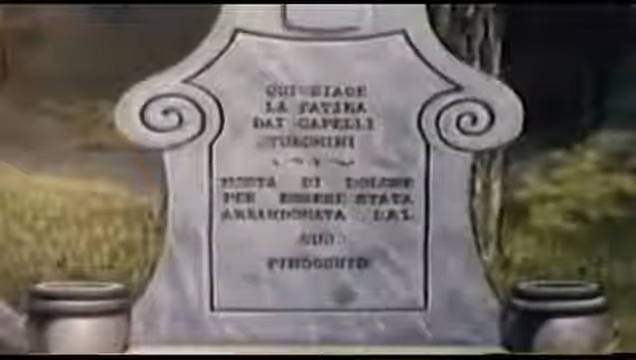 QUI GIACE
LA FATINA
DAI CAPELLI
TURCHINI
MORTA DI DOLORE
PER ESSERE STATA
ABBANDONATA DAL
SUO
PINOCCHIO